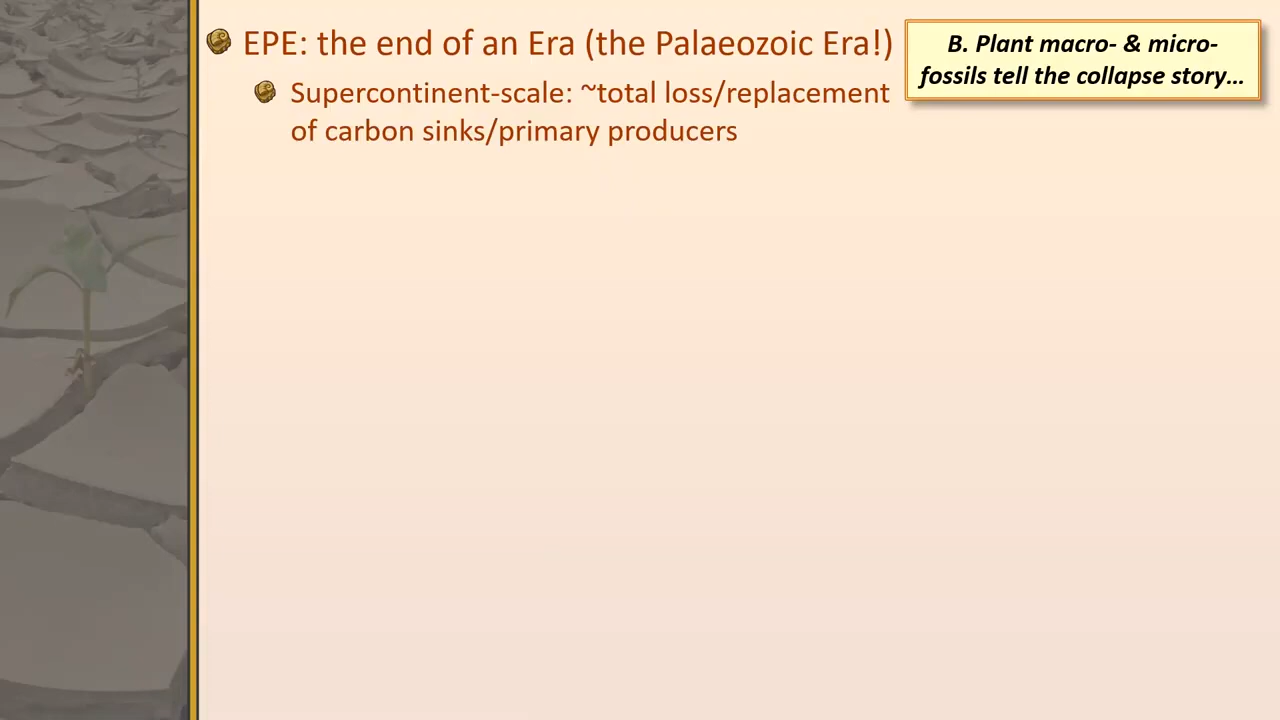 EPE: the end of an Era (the Palaeozoic Era!)
Supercontinent-scale: ~total loss/replacement
of carbon sinks/primary producers
B. Plant macro- & micro-
fossils tell the collapse story…